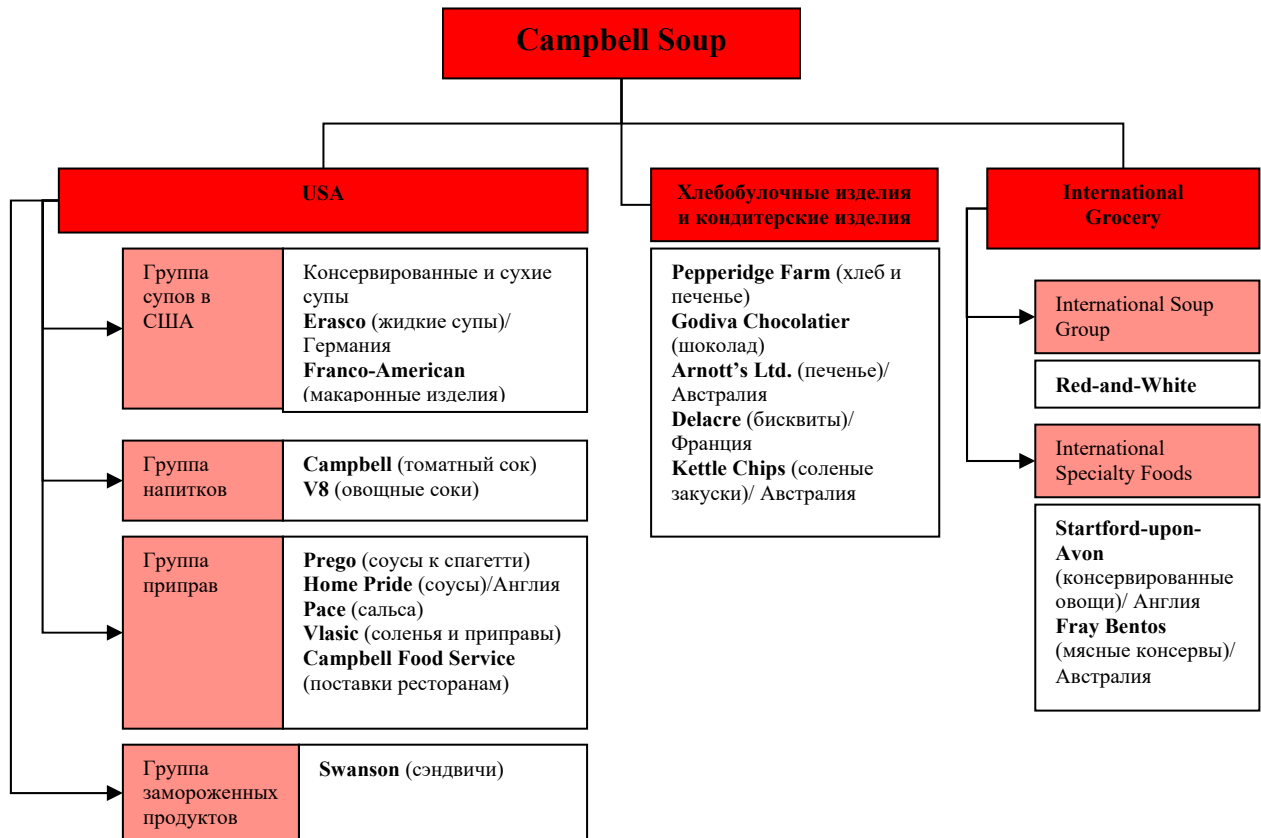 Campbell Soup
USA
Группа
супов в
США
Консервированные и сухие
супы
Erasco (жидкие супы)/
Германия
Franco-American
(макаронные изделия)
Группа
напитков
Campbell (томатный сок)
V8 (овощные соки)
Группа
приправ
Prego (соусы к спагетти)
Home Pride (соусы)/Англия
Pace (сальса)
Vlasic (соленья и приправы)
Campbell Food Service
(поставки ресторанам)
Группа
замороженных
продуктов
Swanson (сэндвичи)
Хлебобулочные изделия
и кондитерские изделия
Pepperidge Farm (хлеб и
печенье)
Godiva Chocolatier
(шоколад)
Arnott’s Ltd. (печенье)/
Австралия
Delacre (бисквиты)/
Франция
Kettle Chips (соленые
закуски)/ Австралия
International
Grocery
International Soup
Group
Red-and-White
International
Specialty Foods
Startford-upon-
Avon
(консервированные
овощи)/ Англия
Fray Bentos
(мясные консервы)/
Австралия